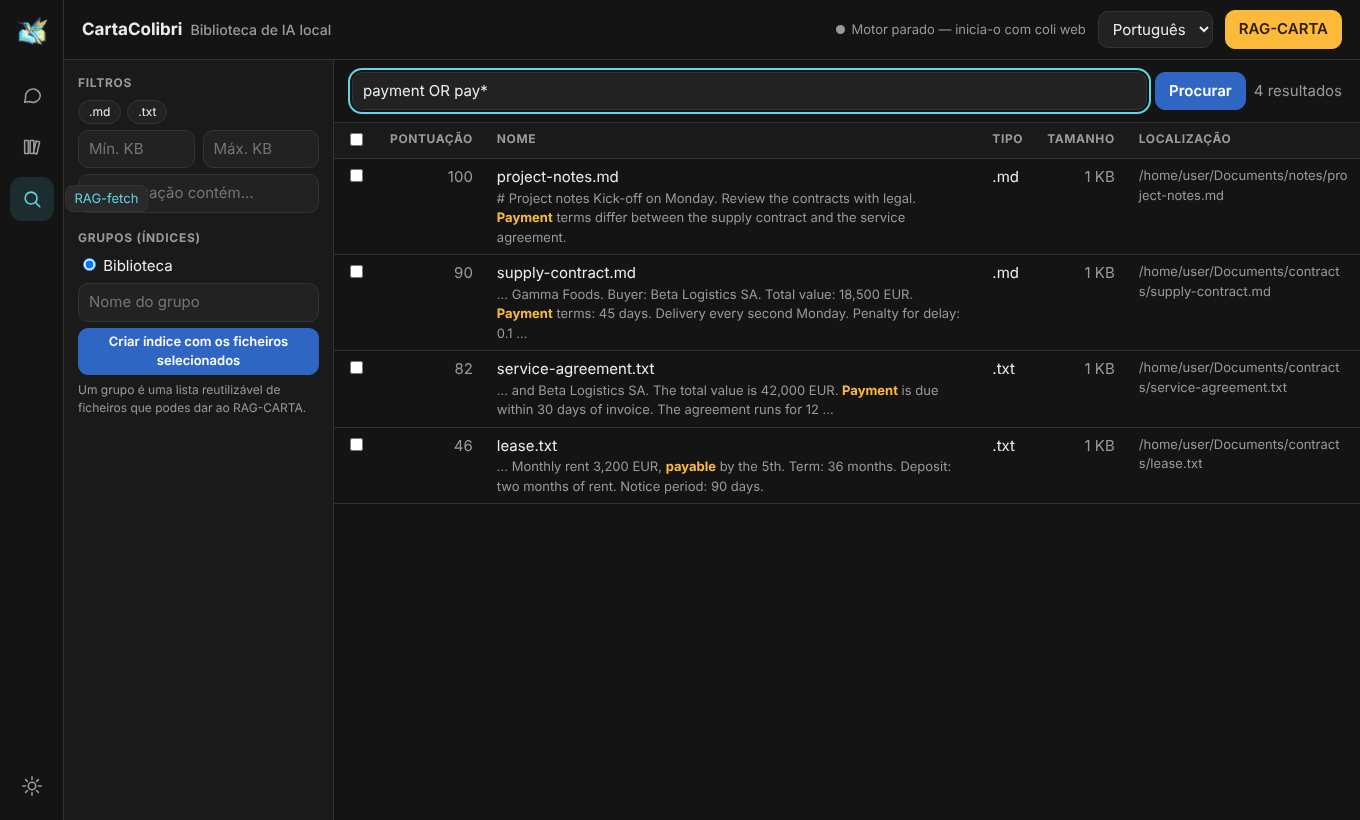 CartaColibri Biblioteca de IA local
Motor parado — inicia-o com coli web
Português
RAG-CARTA
FILTROS
.md .txt
Mín. KB Máx. KB
ação contém…
RAG-fetch
GRUPOS (ÍNDICES)
Biblioteca
Nome do grupo
Criar índice com os ficheiros
selecionados
Um grupo é uma lista reutilizável de
ficheiros que podes dar ao RAG-CARTA.
payment OR pay*
Procurar
4 resultados
PONTUAÇÃO NOME TIPO TAMANHO LOCALIZAÇÃO
100 project-notes.md .md 1 KB /home/user/Documents/notes/pro
ject-notes.md
# Project notes Kick-off on Monday. Review the contracts with legal.
Payment terms differ between the supply contract and the service
agreement.
90 supply-contract.md .md 1 KB /home/user/Documents/contract
s/supply-contract.md
… Gamma Foods. Buyer: Beta Logistics SA. Total value: 18,500 EUR.
Payment terms: 45 days. Delivery every second Monday. Penalty for delay:
0.1 …
82 service-agreement.txt .txt 1 KB /home/user/Documents/contract
s/service-agreement.txt
… and Beta Logistics SA. The total value is 42,000 EUR. Payment is due
within 30 days of invoice. The agreement runs for 12 …
46 lease.txt .txt 1 KB /home/user/Documents/contract
s/lease.txt
… Monthly rent 3,200 EUR, payable by the 5th. Term: 36 months. Deposit:
two months of rent. Notice period: 90 days.